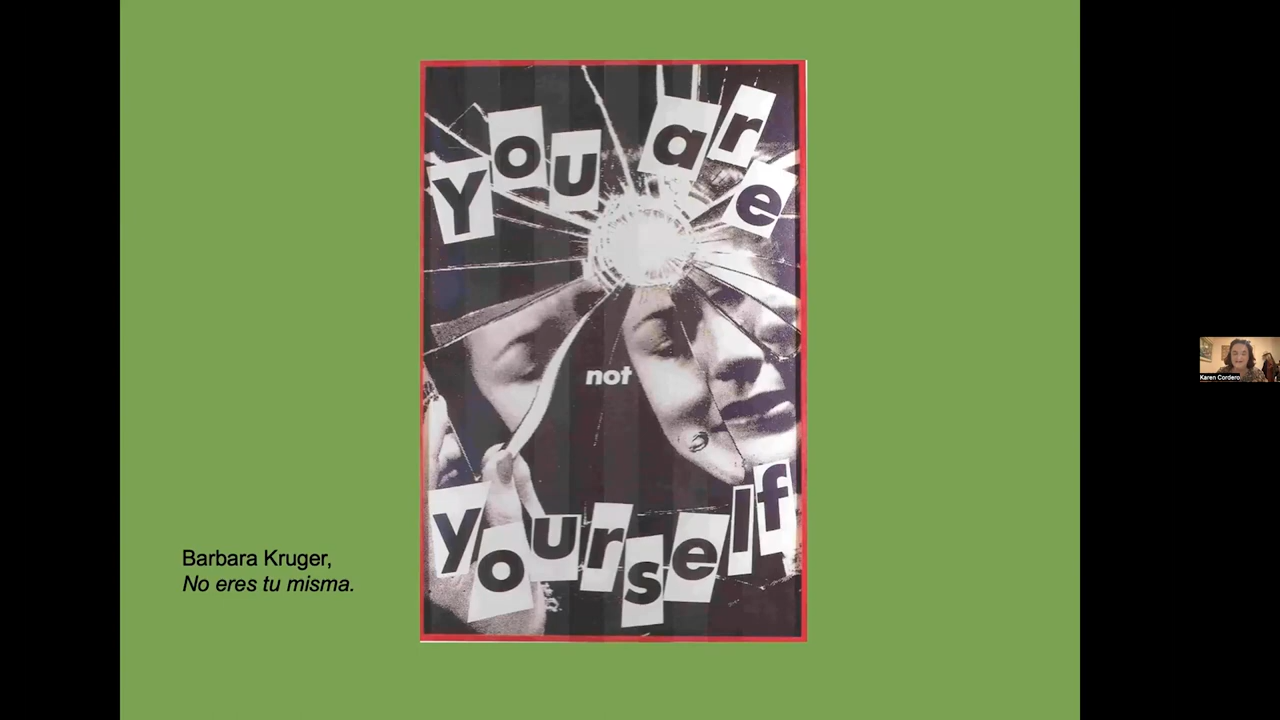 You are
not
yourself
Barbara Kruger,
No eres tu misma.
Karen Cordero